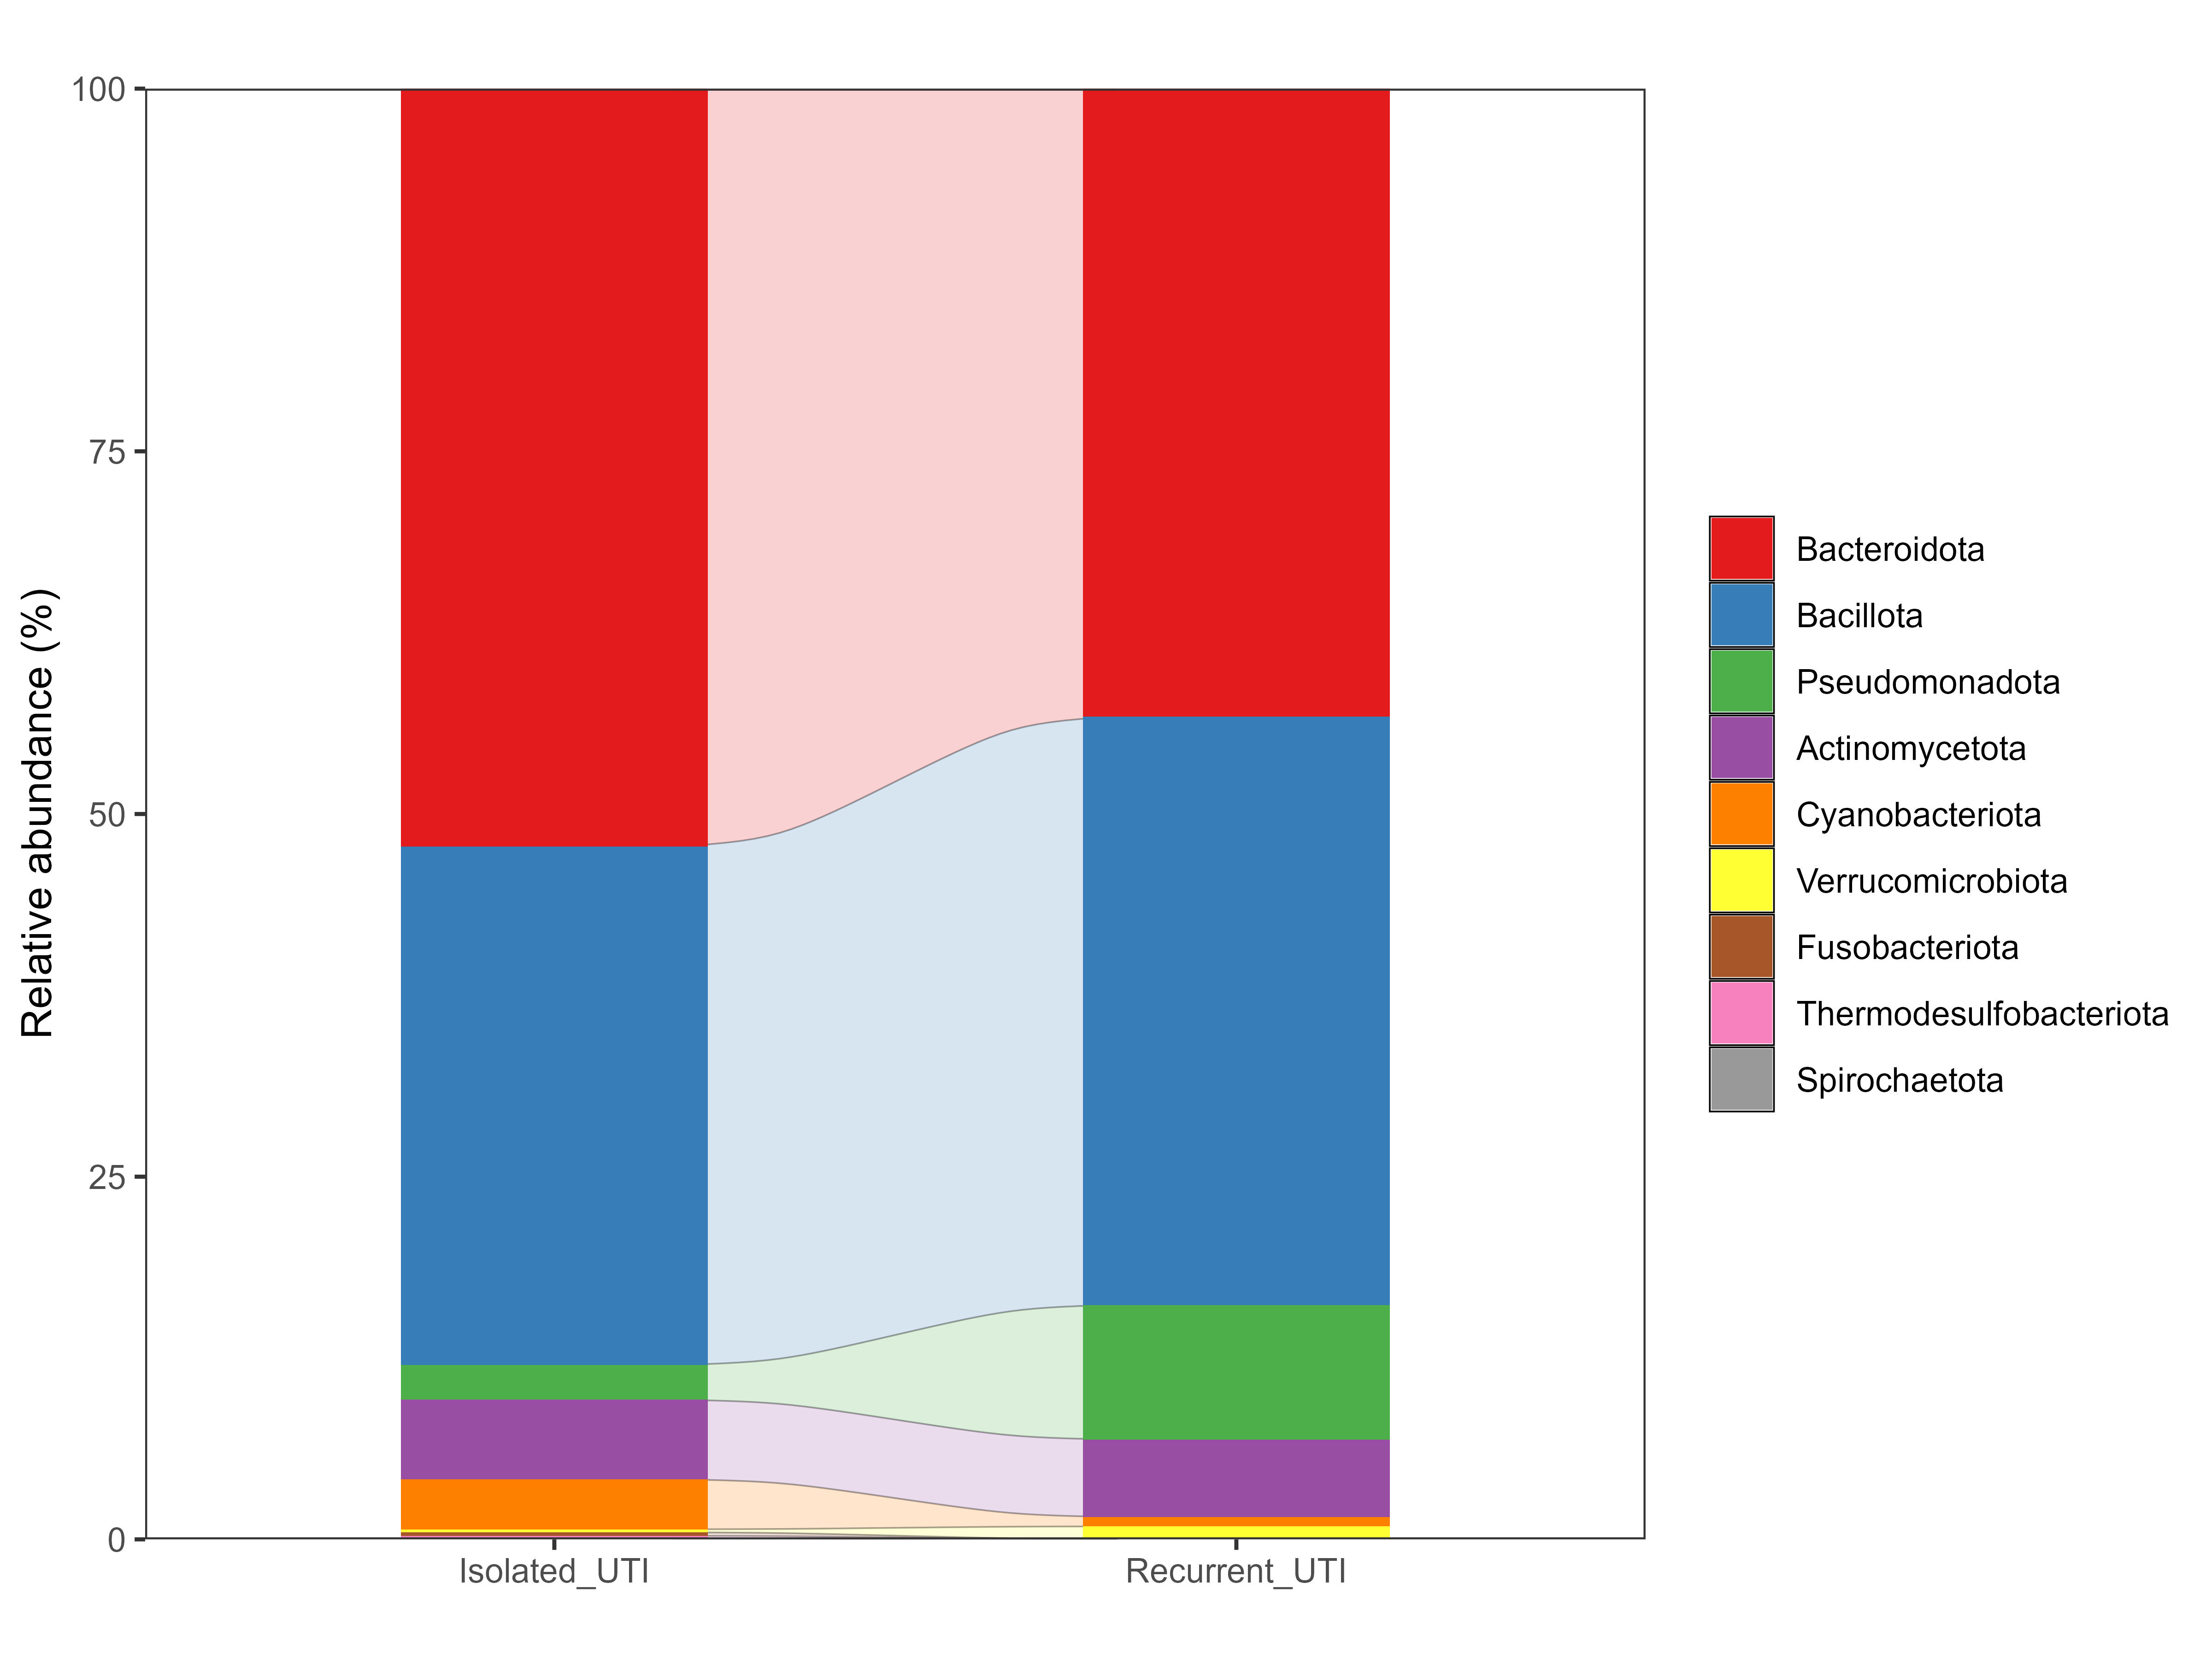 Relative abundance (%)
100
75
50
25
0
Isolated_UTI
Recurrent_UTI
Bacteroidota
Bacillota
Pseudomonadota
Actinomycetota
Cyanobacteriota
Verrucomicrobiota
Fusobacteriota
Thermodesulfobacteriota
Spirochaetota